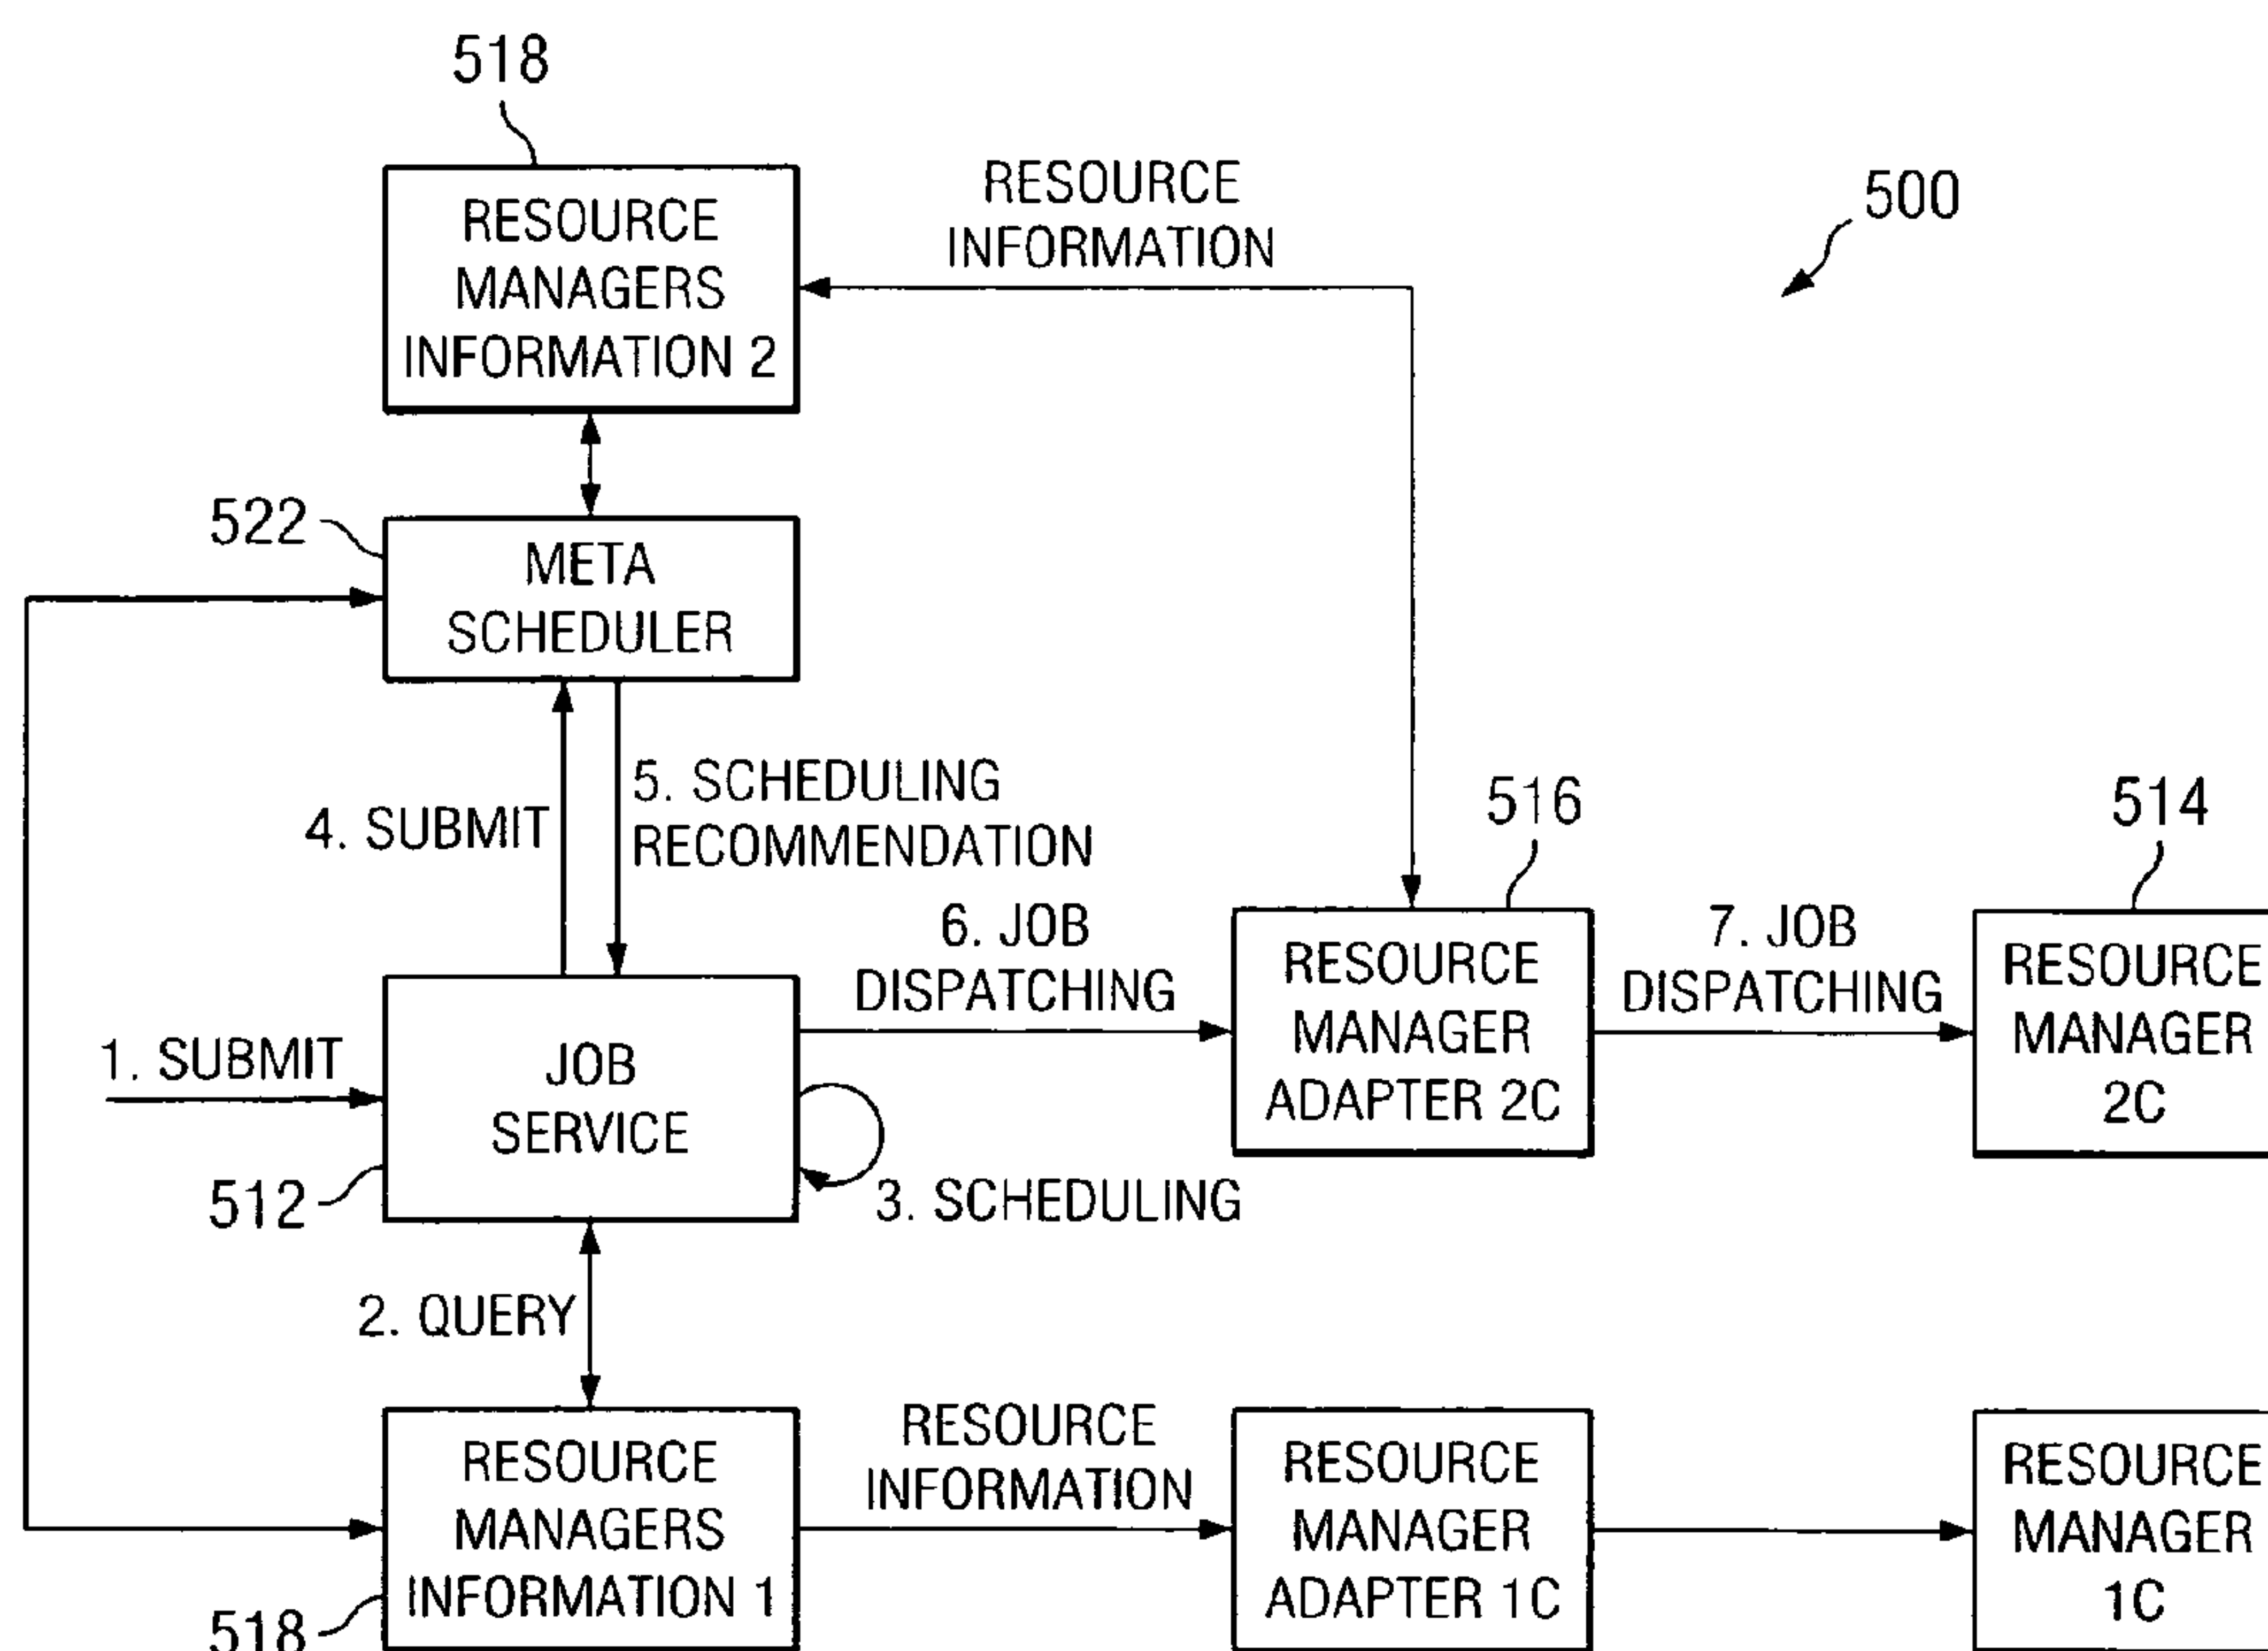 518
RESOURCE
MANAGERS
INFORMATION 2
RESOURCE
INFORMATION
500
522
META
SCHEDULER
4. SUBMIT
5. SCHEDULING
RECOMMENDATION
516
514
1. SUBMIT
JOB
SERVICE
512
6. JOB
DISPATCHING
3. SCHEDULING
RESOURCE
MANAGER
ADAPTER 2C
7. JOB
DISPATCHING
RESOURCE
MANAGER
2C
2. QUERY
RESOURCE
MANAGERS
INFORMATION 1
518
RESOURCE
INFORMATION
RESOURCE
MANAGER
ADAPTER 1C
RESOURCE
MANAGER
1C